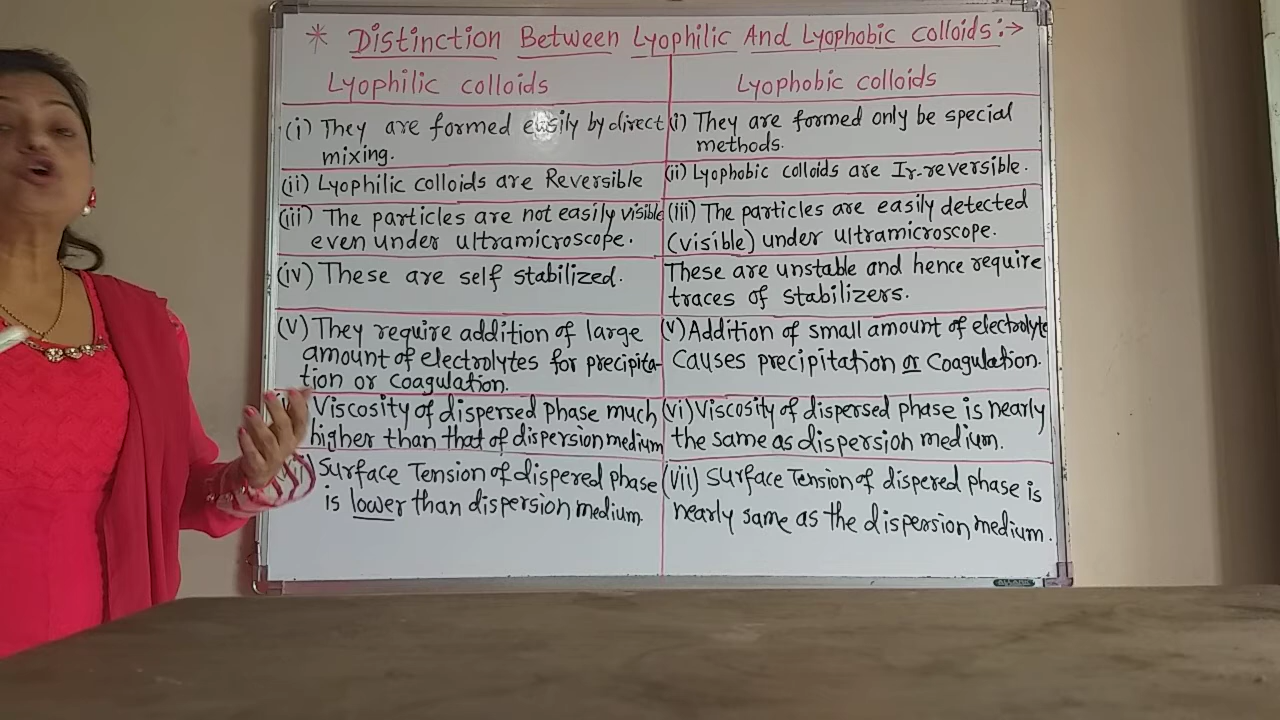 * Distinction Between Lyophilic And Lyophobic colloids:->
Lyophilic colloids
(i) They are formed easily by direct
mixing.
(ii) Lyophilic colloids are Reversible
(iii) The particles are not easily visible
even under ultramicroscope.
(iv) These are self stabilized.
(v) They require addition of large
amount of electrolytes for precipita-
tion or coagulation.
Viscosity of dispersed phase much
higher than that of dispersion medium
Surface Tension of dispered phase
is lower than dispersion medium.
Lyophobic colloids
(i) They are formed only be special
methods.
(ii) Lyophobic colloids are Ir-reversible.
(iii) The particles are easily detected
(visible) under ultramicroscope.
These are unstable and hence require
traces of stabilizers.
(v) Addition of small amount of electrolyte
causes precipitation or coagulation.
(vi) Viscosity of dispersed phase is nearly
the same as dispersion medium.
(vii) Surface Tension of dispered phase is
nearly same as the dispersion medium.